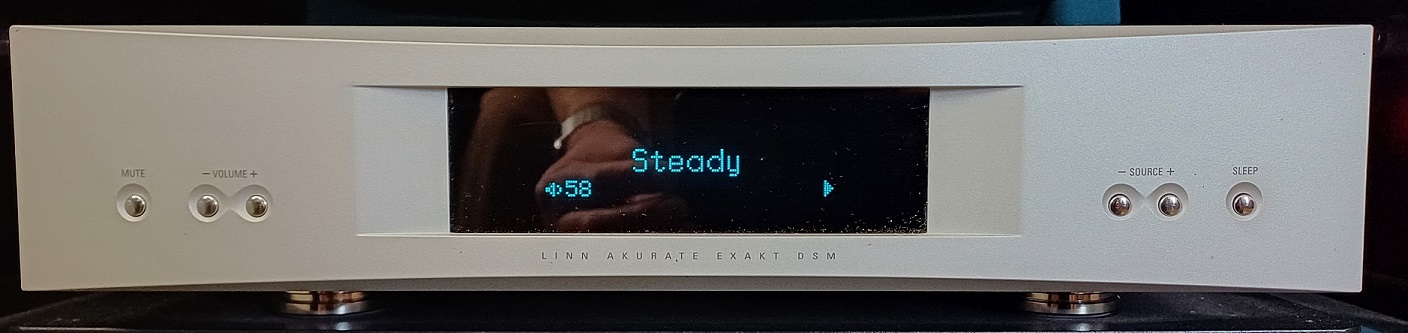 Steady
58
MUTE
− VOLUME +
− SOURCE +
SLEEP
LINN AKURATE EXAKT DSM